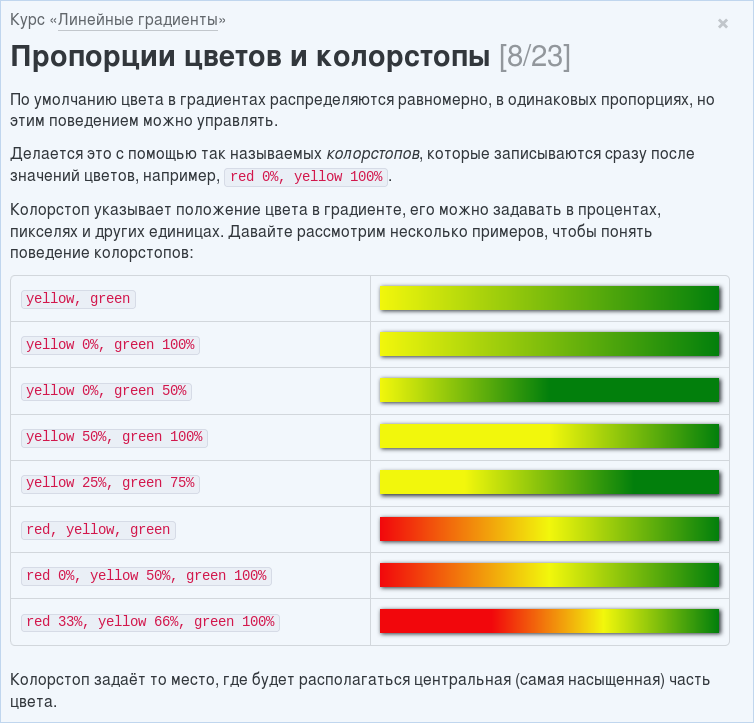 Курс «Линейные градиенты»
×
Пропорции цветов и колорстопы [8/23]
По умолчанию цвета в градиентах распределяются равномерно, в одинаковых пропорциях, но
этим поведением можно управлять.
Делается это с помощью так называемых колорстопов, которые записываются сразу после
значений цветов, например, red 0%, yellow 100%.
Колорстоп указывает положение цвета в градиенте, его можно задавать в процентах,
пикселях и других единицах. Давайте рассмотрим несколько примеров, чтобы понять
поведение колорстопов:
yellow, green
yellow 0%, green 100%
yellow 0%, green 50%
yellow 50%, green 100%
yellow 25%, green 75%
red, yellow, green
red 0%, yellow 50%, green 100%
red 33%, yellow 66%, green 100%
Колорстоп задаёт то место, где будет располагаться центральная (самая насыщенная) часть
цвета.